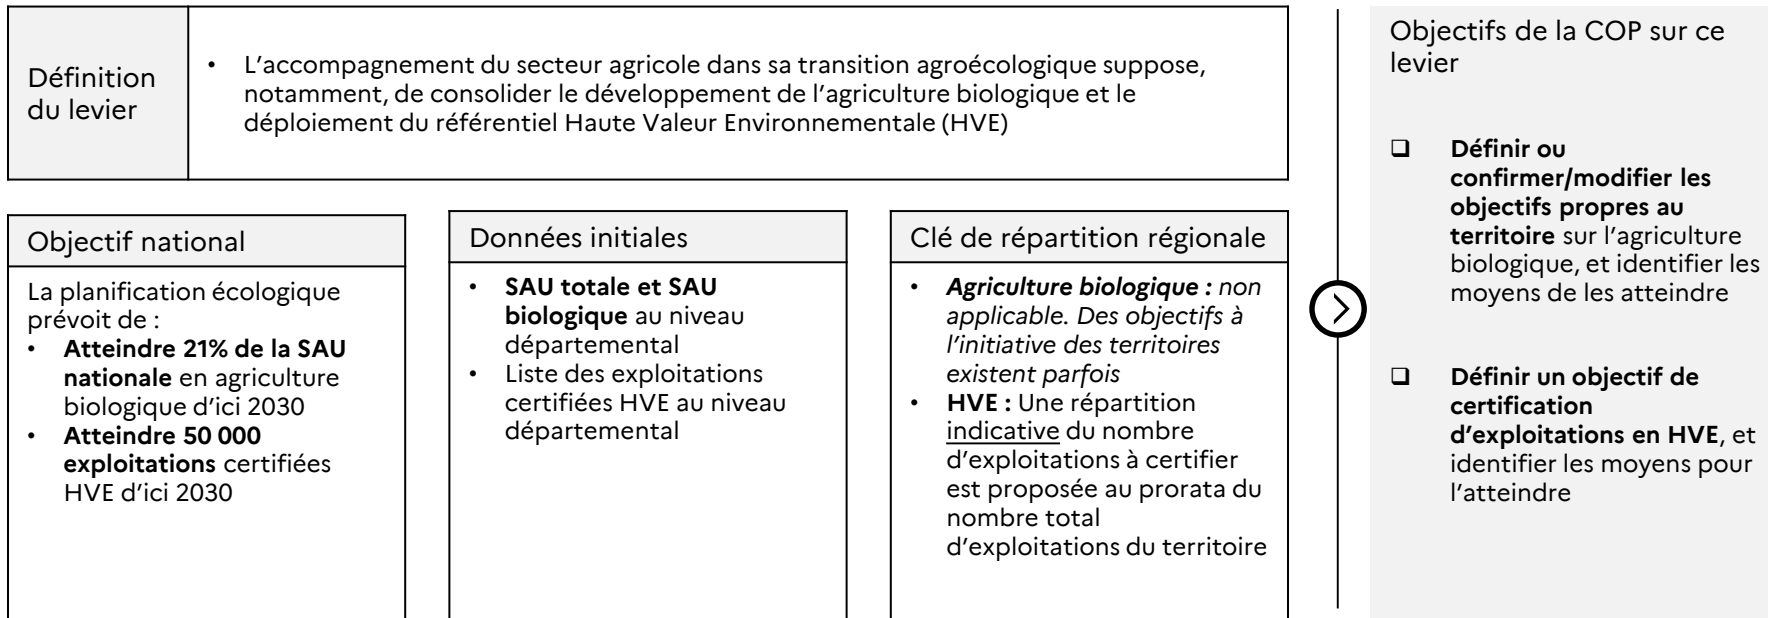 Définition
du levier
• L'accompagnement du secteur agricole dans sa transition agroécologique suppose,
notamment, de consolider le développement de l'agriculture biologique et le
déploiement du référentiel Haute Valeur Environnementale (HVE)
Objectif national
La planification écologique
prévoit de :
• Atteindre 21% de la SAU
nationale en agriculture
biologique d'ici 2030
• Atteindre 50 000
exploitations certifiées
HVE d'ici 2030
Données initiales
• SAU totale et SAU
biologique au niveau
départemental
• Liste des exploitations
certifiées HVE au niveau
départemental
Clé de répartition régionale
• Agriculture biologique : non
applicable. Des objectifs à
l'initiative des territoires
existent parfois
• HVE : Une répartition
indicative du nombre
d'exploitations à certifier
est proposée au prorata du
nombre total
d'exploitations du territoire
Objectifs de la COP sur ce
levier
❑ Définir ou
confirmer/modifier les
objectifs propres au
territoire sur l'agriculture
biologique, et identifier les
moyens de les atteindre
❑ Définir un objectif de
certification
d'exploitations en HVE, et
identifier les moyens pour
l'atteindre